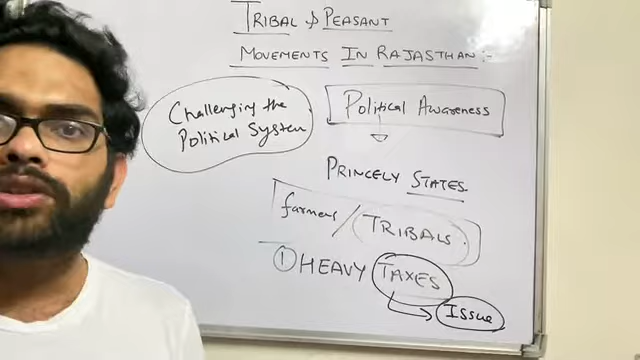 TRIBAL & PEASANT
MOVEMENTS IN RAJASTHAN :-
Challenging the
Political System
Political Awareness
PRINCELY STATES
farmers / TRIBALS.
① HEAVY TAXES
Issue